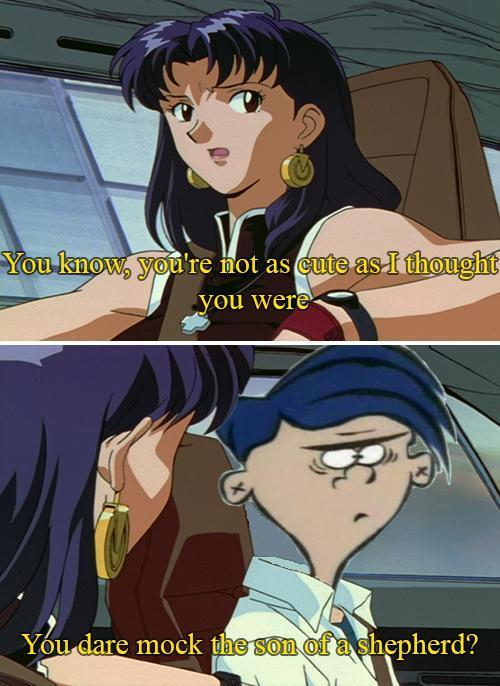 You know, you're not as cute as I thought
you were
You dare mock the son of a shepherd?